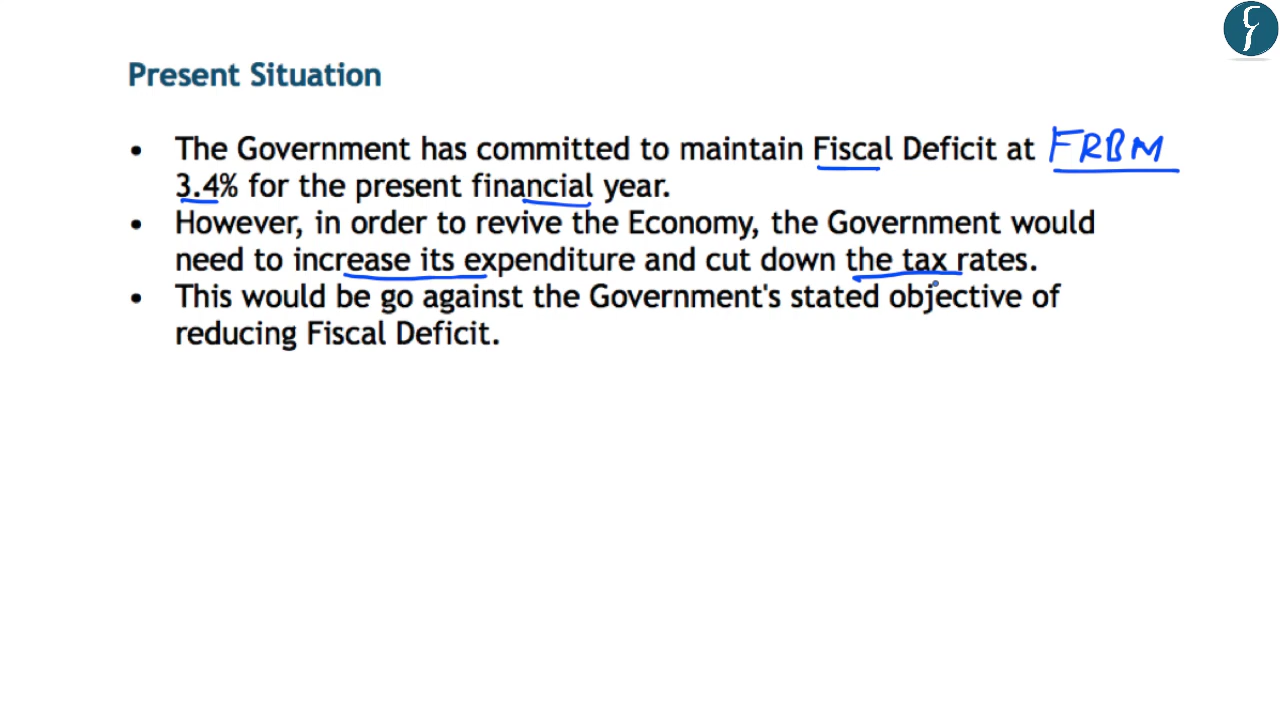 Present Situation
• The Government has committed to maintain Fiscal Deficit at FRBM
3.4% for the present financial year.
• However, in order to revive the Economy, the Government would
need to increase its expenditure and cut down the tax rates.
• This would be go against the Government's stated objective of
reducing Fiscal Deficit.